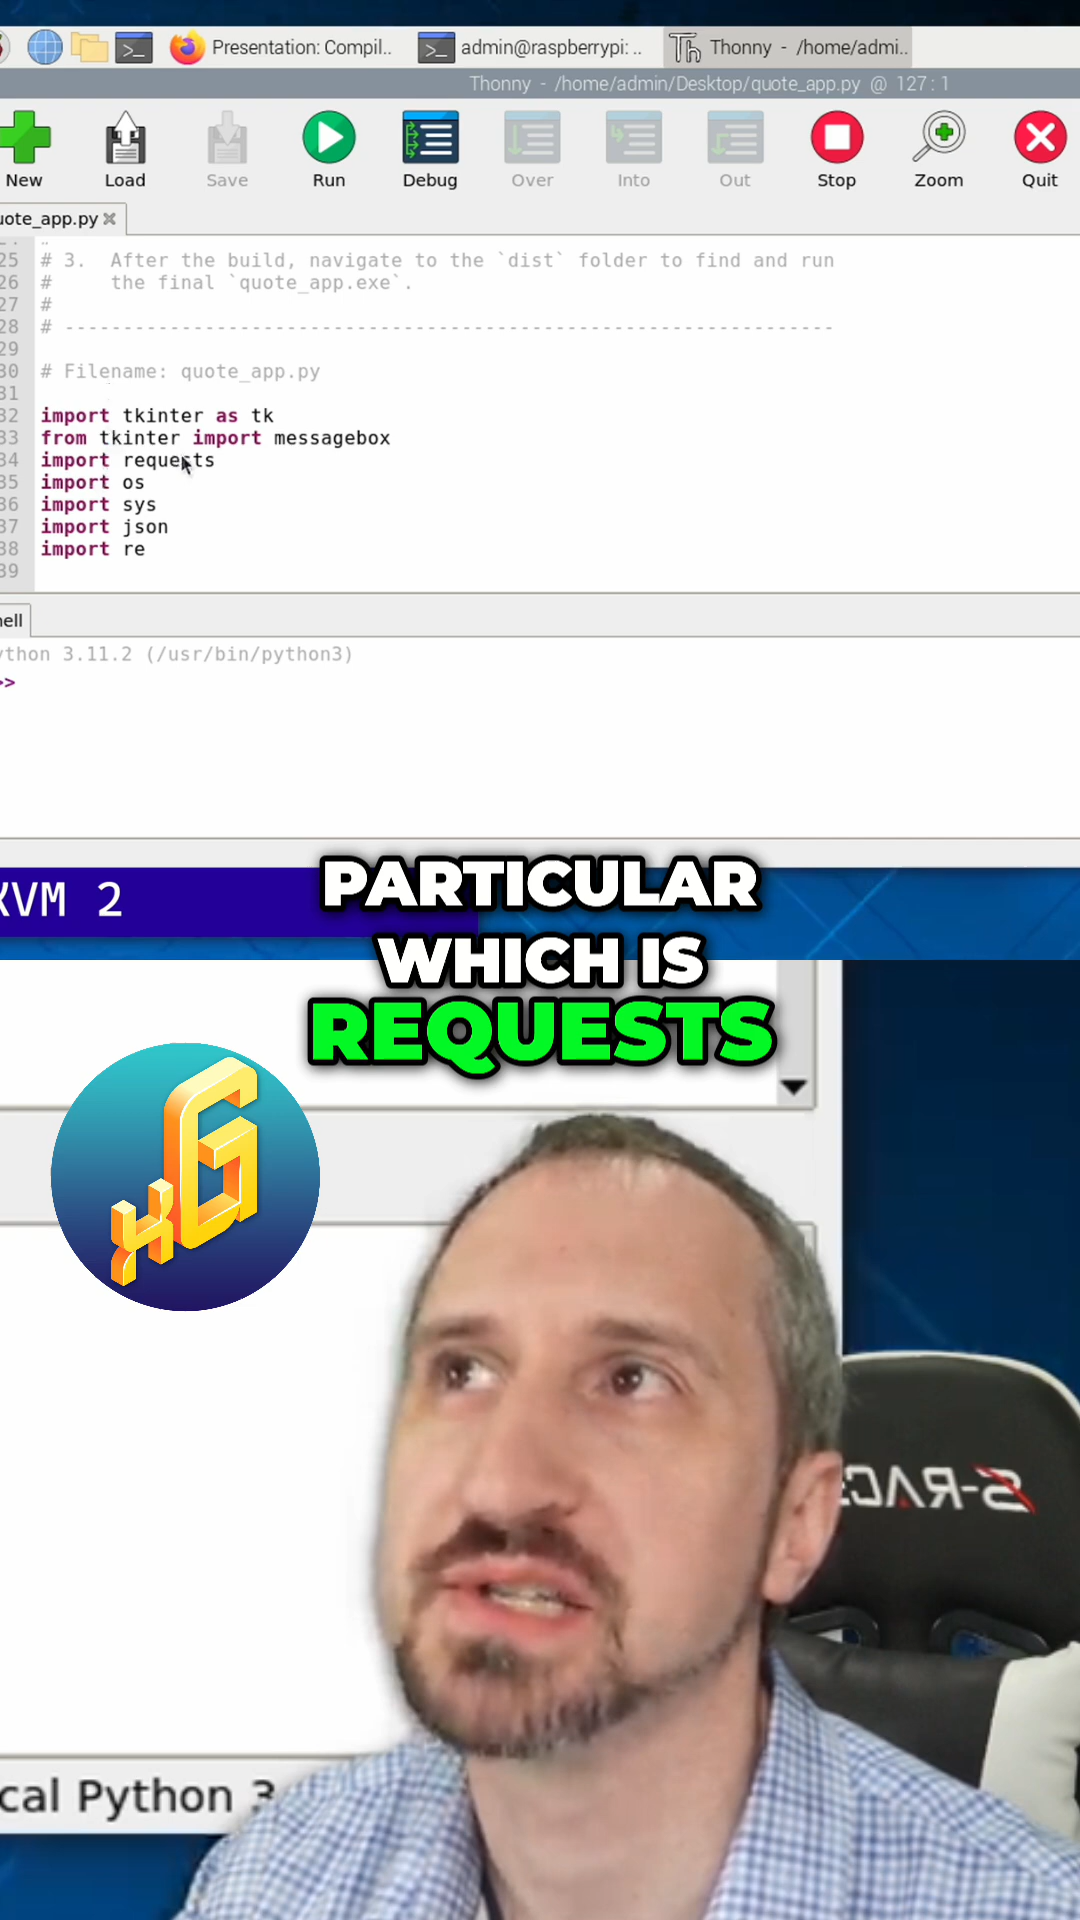 Presentation: Compil..
admin@raspberrypi: ..
Th
Thonny - /home/admi..
Thonny - /home/admin/Desktop/quote_app.py @ 127:1
New
Load
Save
Run
Debug
Over
Into
Out
Stop
Zoom
Quit
uote_app.py
25 # 3. After the build, navigate to the `dist` folder to find and run
26 # the final `quote_app.exe`.
27 #
28 # ------------------------------------------------------------------
29
30 # Filename: quote_app.py
31
32 import tkinter as tk
33 from tkinter import messagebox
34 import requests
35 import os
36 import sys
37 import json
38 import re
39
ell
ython 3.11.2 (/usr/bin/python3)
>>
KVM 2
PARTICULAR
WHICH IS
REQUESTS
xG
S-RAC
cal Python 3